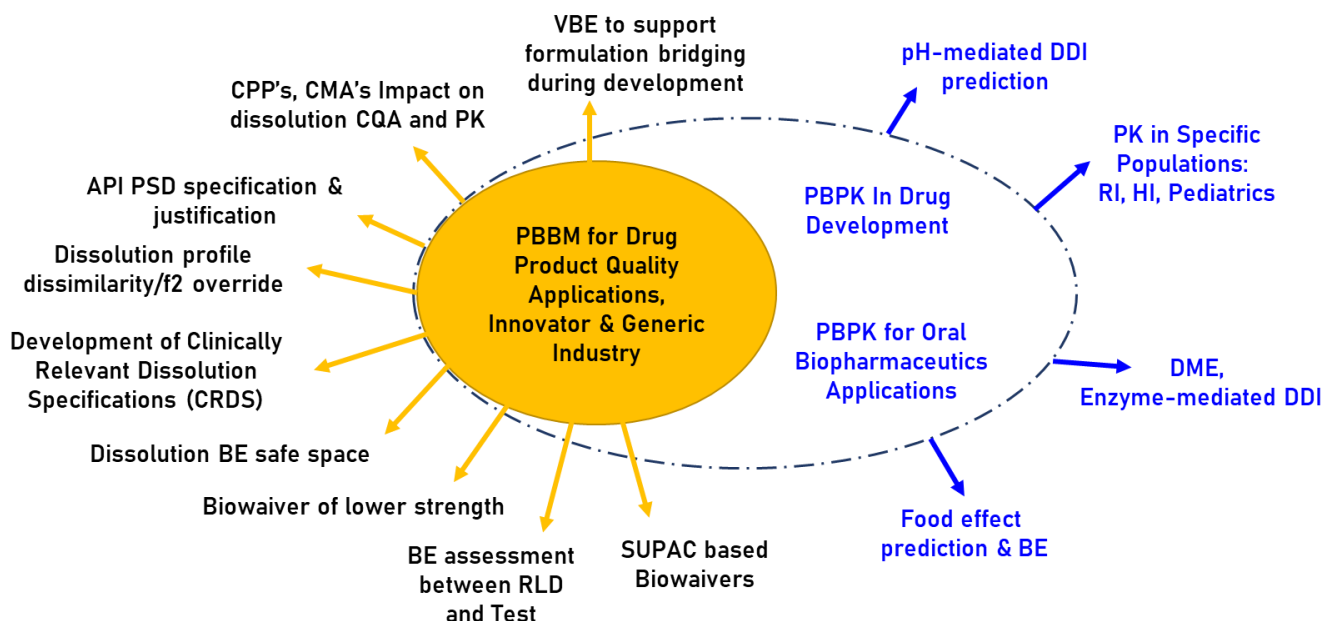 VBE to support
formulation bridging
during development
CPP's, CMA's Impact on
dissolution CQA and PK
API PSD specification &
justification
Dissolution profile
dissimilarity/f2 override
Development of Clinically
Relevant Dissolution
Specifications (CRDS)
Dissolution BE safe space
Biowaiver of lower strength
BE assessment
between RLD
and Test
SUPAC based
Biowaivers
PBBM for Drug
Product Quality
Applications,
Innovator & Generic
Industry
PBPK In Drug
Development
PBPK for Oral
Biopharmaceutics
Applications
pH-mediated DDI
prediction
PK in Specific
Populations:
RI, HI, Pediatrics
DME,
Enzyme-mediated DDI
Food effect
prediction & BE